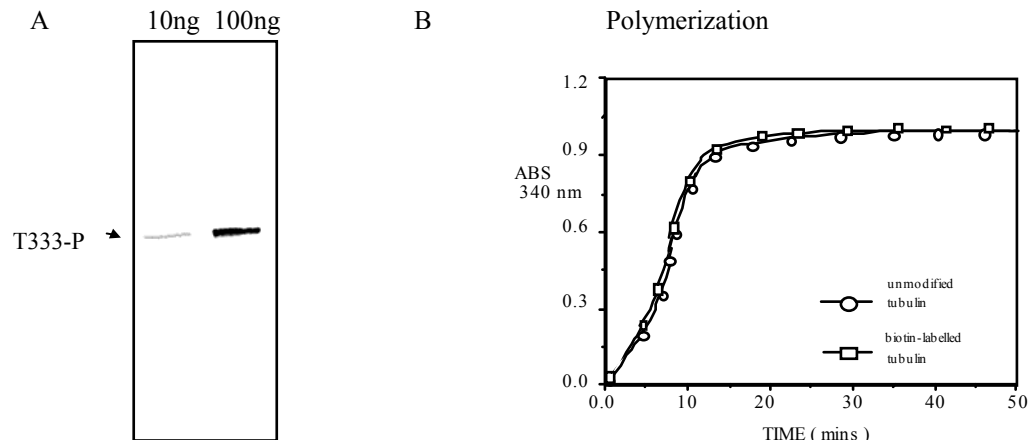 A
10ng 100ng
T333-P
B
Polymerization
1.2
0.9
ABS
340 nm
0.6
0.3
0.0
unmodified
tubulin
biotin-labelled
tubulin
0.0 10 20 30 40 50
TIME ( mins )